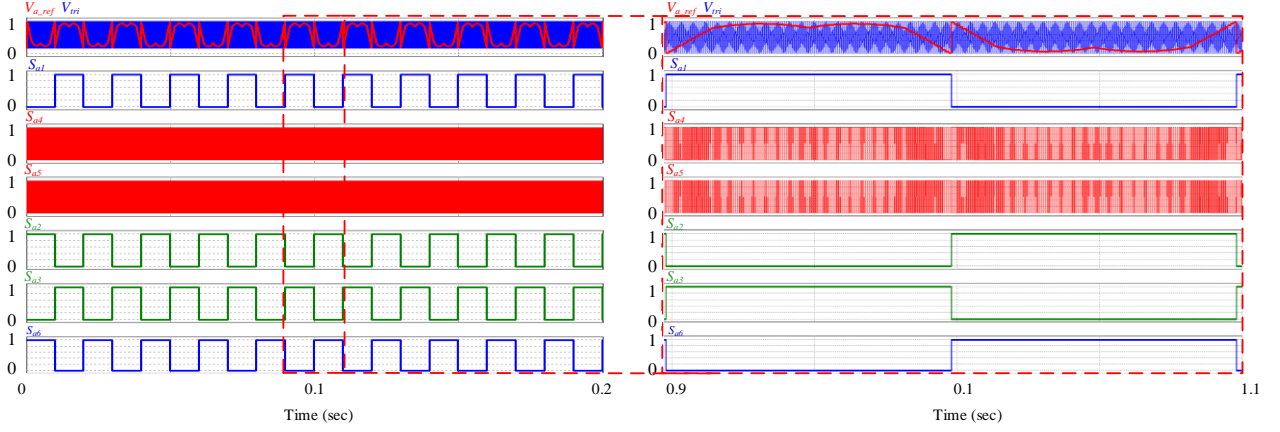 V_a_ref V_tri V_a_ref V_tri
1 1
0 0
S_a1 S_a1
1 1
0 0
S_a4 S_a4
1 1
0 0
S_a5 S_a5
1 1
0 0
S_a2 S_a2
1 1
0 0
S_a3 S_a3
1 1
0 0
S_a6 S_a6
1 1
0 0
0 0.1 0.2 0.9 0.1 1.1
Time (sec) Time (sec)